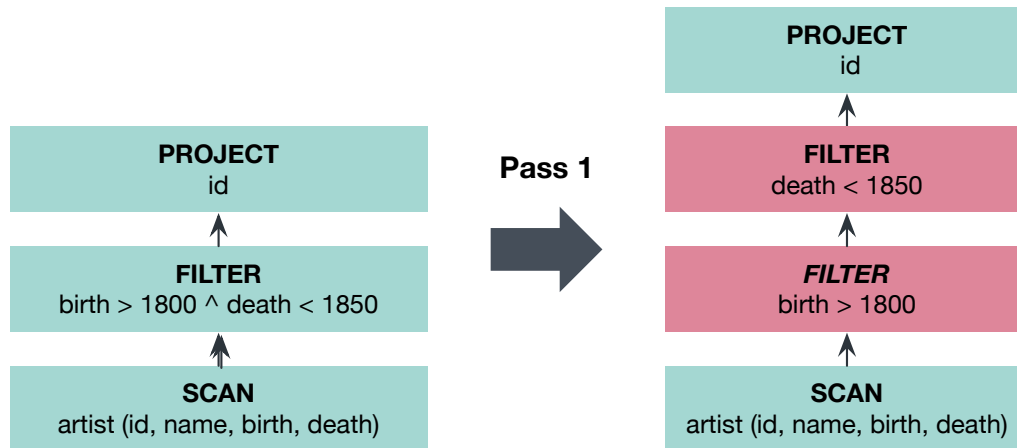 PROJECT
id
FILTER
birth > 1800 ^ death < 1850
SCAN
artist (id, name, birth, death)
Pass 1
PROJECT
id
FILTER
death < 1850
FILTER
birth > 1800
SCAN
artist (id, name, birth, death)